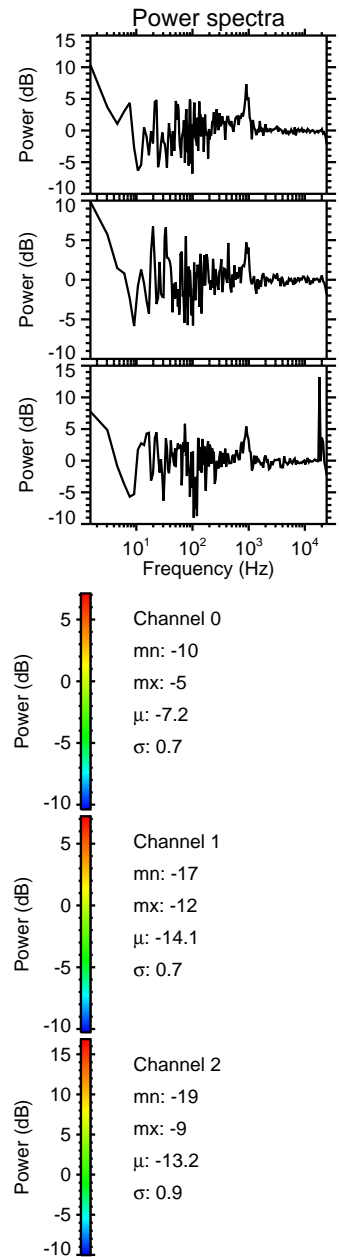 Power spectra
15
10
5
0
-5
-10
Power (dB)
10
5
0
-5
-10
Power (dB)
15
10
5
0
-5
-10
Power (dB)
10¹ 10² 10³ 10⁴
Frequency (Hz)
5
0
-5
-10
Power (dB)
Channel 0
mn: -10
mx: -5
μ: -7.2
σ: 0.7
5
0
-5
-10
Power (dB)
Channel 1
mn: -17
mx: -12
μ: -14.1
σ: 0.7
15
10
5
0
-5
-10
Power (dB)
Channel 2
mn: -19
mx: -9
μ: -13.2
σ: 0.9